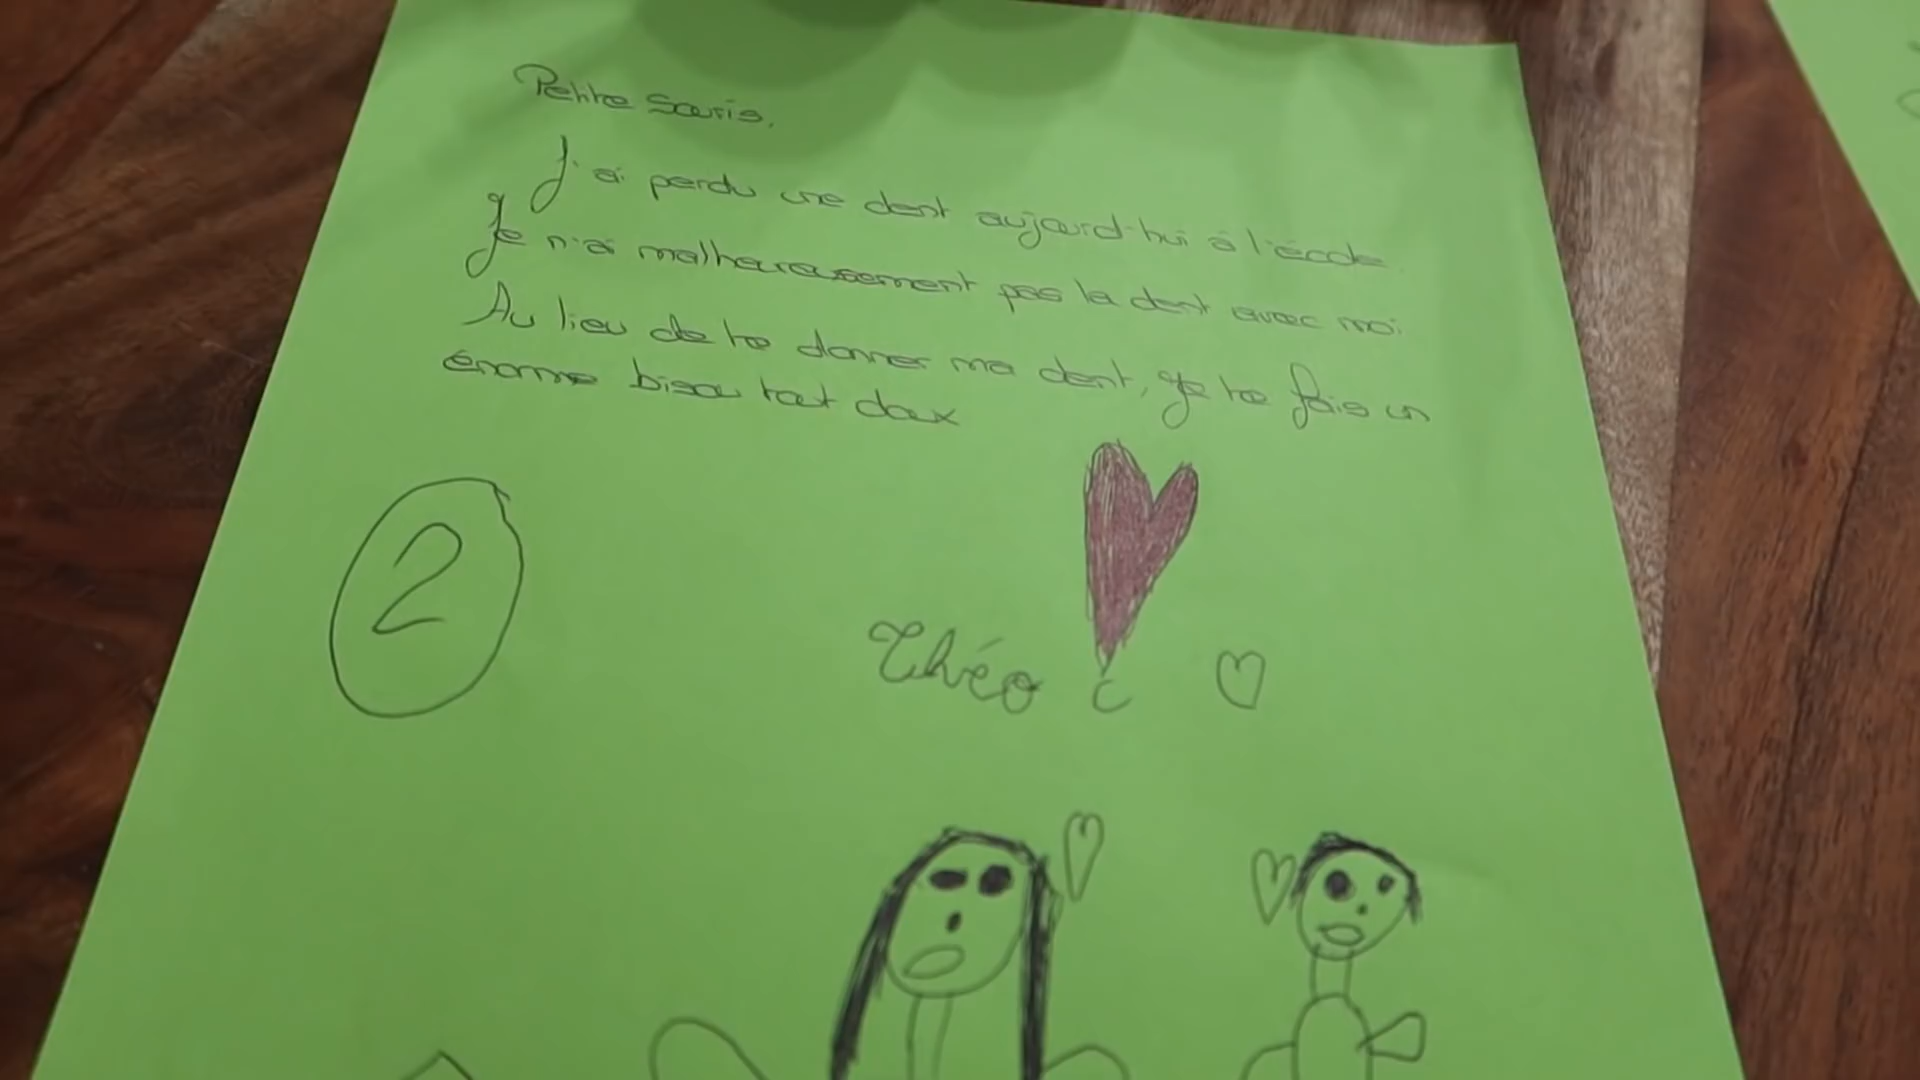 Petite Souris,
J'ai perdu une dent aujourd'hui à l'école.
Je n'ai malheureusement pas la dent avec moi.
Au lieu de te donner ma dent, je te fais un
énorme bisou tout doux
2
Théo